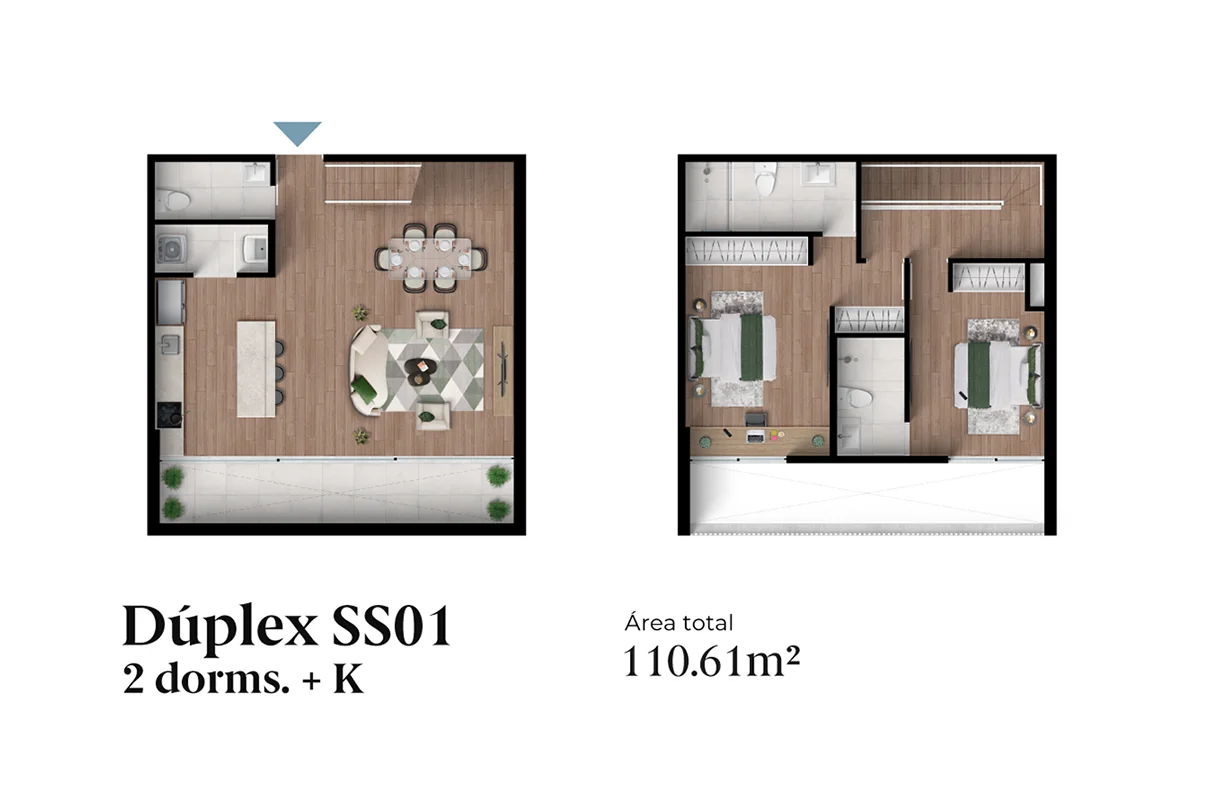 Dúplex SS01
2 dorms. + K
Área total
110.61m²